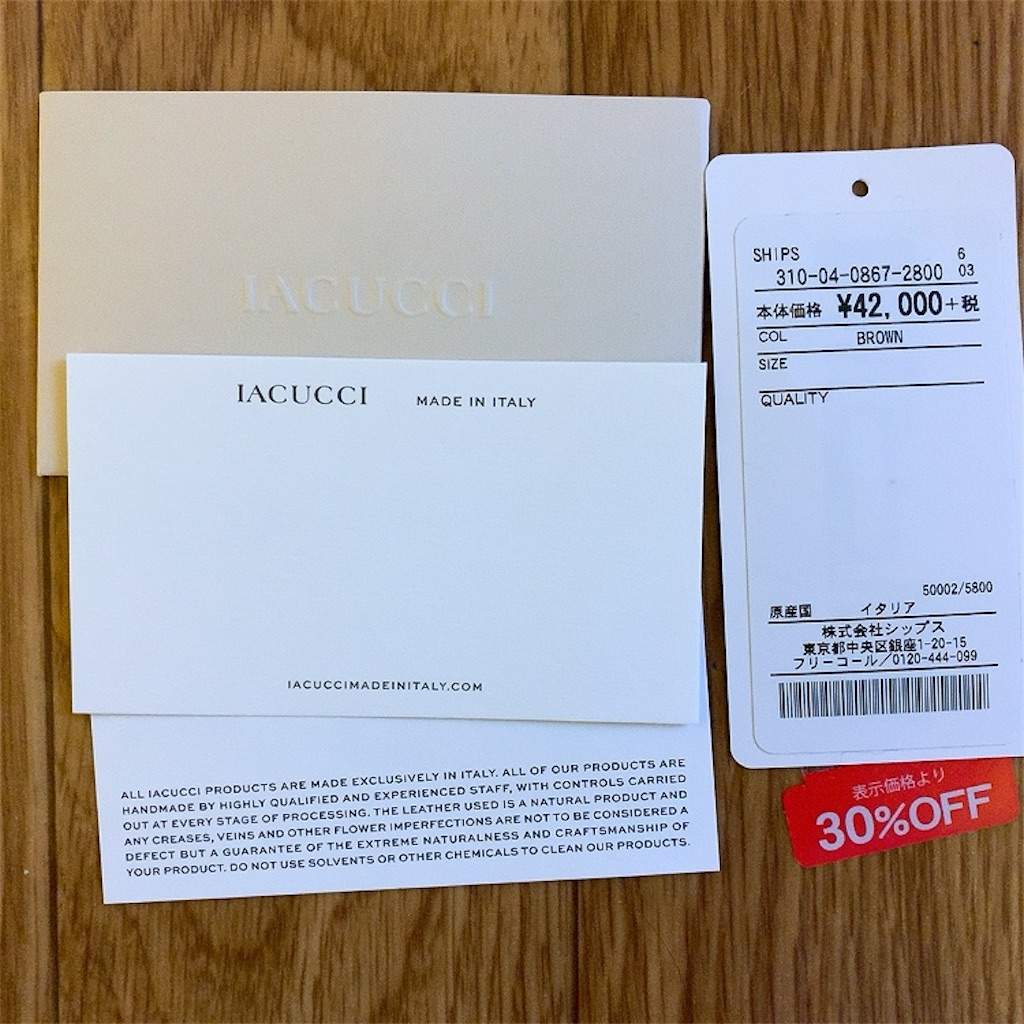 IACUCCI
IACUCCI MADE IN ITALY
IACUCCIMADEINITALY.COM
ALL IACUCCI PRODUCTS ARE MADE EXCLUSIVELY IN ITALY. ALL OF OUR PRODUCTS ARE
HANDMADE BY HIGHLY QUALIFIED AND EXPERIENCED STAFF, WITH CONTROLS CARRIED
OUT AT EVERY STAGE OF PROCESSING. THE LEATHER USED IS A NATURAL PRODUCT AND
ANY CREASES, VEINS AND OTHER FLOWER IMPERFECTIONS ARE NOT TO BE CONSIDERED A
DEFECT BUT A GUARANTEE OF THE EXTREME NATURALNESS AND CRAFTSMANSHIP OF
YOUR PRODUCT. DO NOT USE SOLVENTS OR OTHER CHEMICALS TO CLEAN OUR PRODUCTS.
SHIPS 6
310-04-0867-2800 03
本体価格 ¥42,000+税
COL BROWN
SIZE
QUALITY
50002/5800
原産国 イタリア
株式会社シップス
東京都中央区銀座1-20-15
フリーコール／0120-444-099
表示価格より
30%OFF